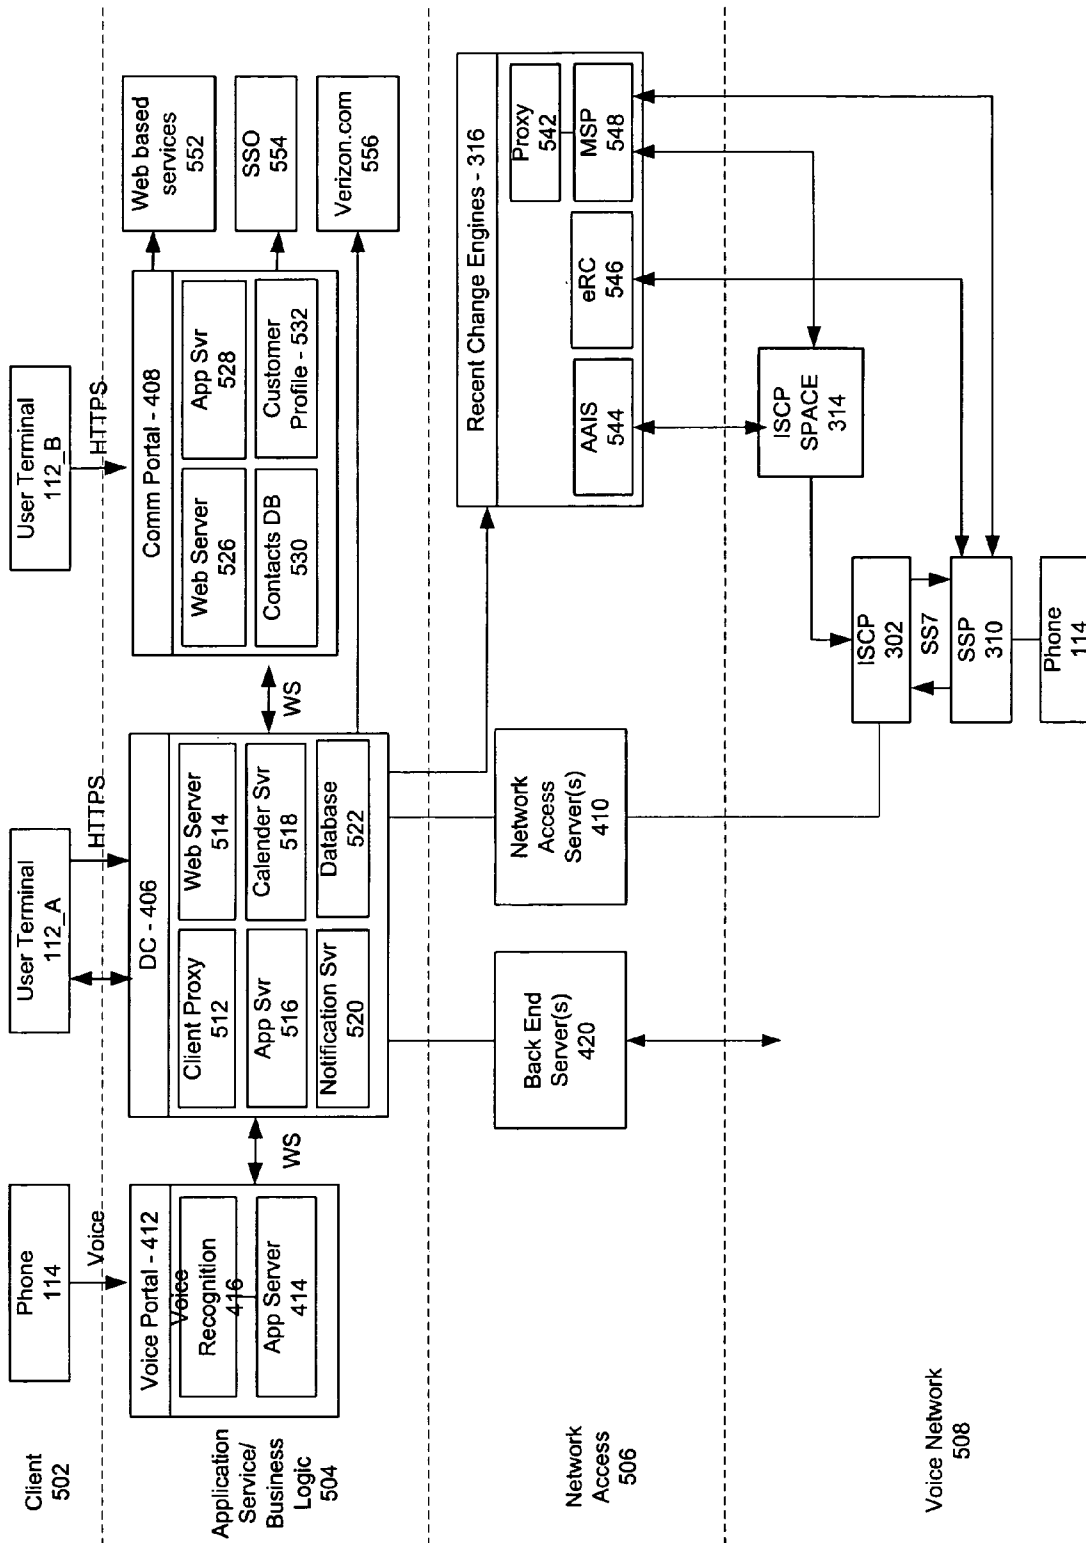 Client
502
Phone
114
User Terminal
112_A
User Terminal
112_B
Voice
HTTPS
HTTPS
Application
Service/
Business
Logic
504
Voice Portal - 412
Voice
Recognition
416
App Server
414
WS
DC - 406
Client Proxy
512
Web Server
514
App Svr
516
Calender Svr
518
Notification Svr
520
Database
522
WS
Comm Portal - 408
Web Server
526
App Svr
528
Contacts DB
530
Customer
Profile - 532
Web based
services
552
SSO
554
Verizon.com
556
Network
Access
506
Back End
Server(s)
420
Network
Access
Server(s)
410
Recent Change Engines - 316
AAIS
544
eRC
546
Proxy
542
MSP
548
Voice Network
508
ISCP
SPACE
314
ISCP
302
SS7
SSP
310
Phone
114